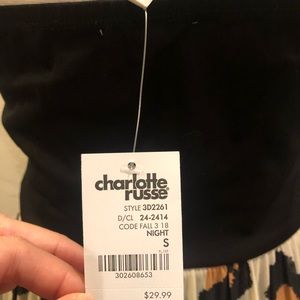 charlotte
russe
STYLE 3D2261
D/CL 24-2414
CODE FALL 3 18
NIGHT
S
302608653
$29.99